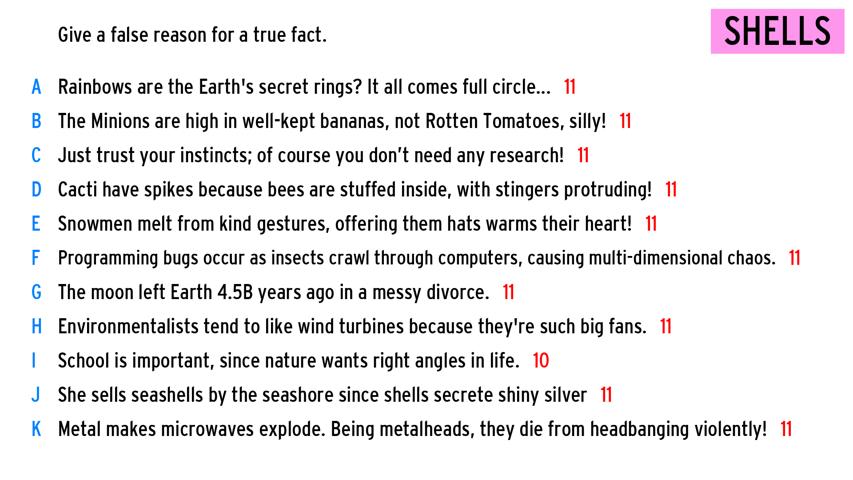 Give a false reason for a true fact.
SHELLS
A Rainbows are the Earth's secret rings? It all comes full circle... 11
B The Minions are high in well-kept bananas, not Rotten Tomatoes, silly! 11
C Just trust your instincts; of course you don’t need any research! 11
D Cacti have spikes because bees are stuffed inside, with stingers protruding! 11
E Snowmen melt from kind gestures, offering them hats warms their heart! 11
F Programming bugs occur as insects crawl through computers, causing multi-dimensional chaos. 11
G The moon left Earth 4.5B years ago in a messy divorce. 11
H Environmentalists tend to like wind turbines because they're such big fans. 11
I School is important, since nature wants right angles in life. 10
J She sells seashells by the seashore since shells secrete shiny silver 11
K Metal makes microwaves explode. Being metalheads, they die from headbanging violently! 11